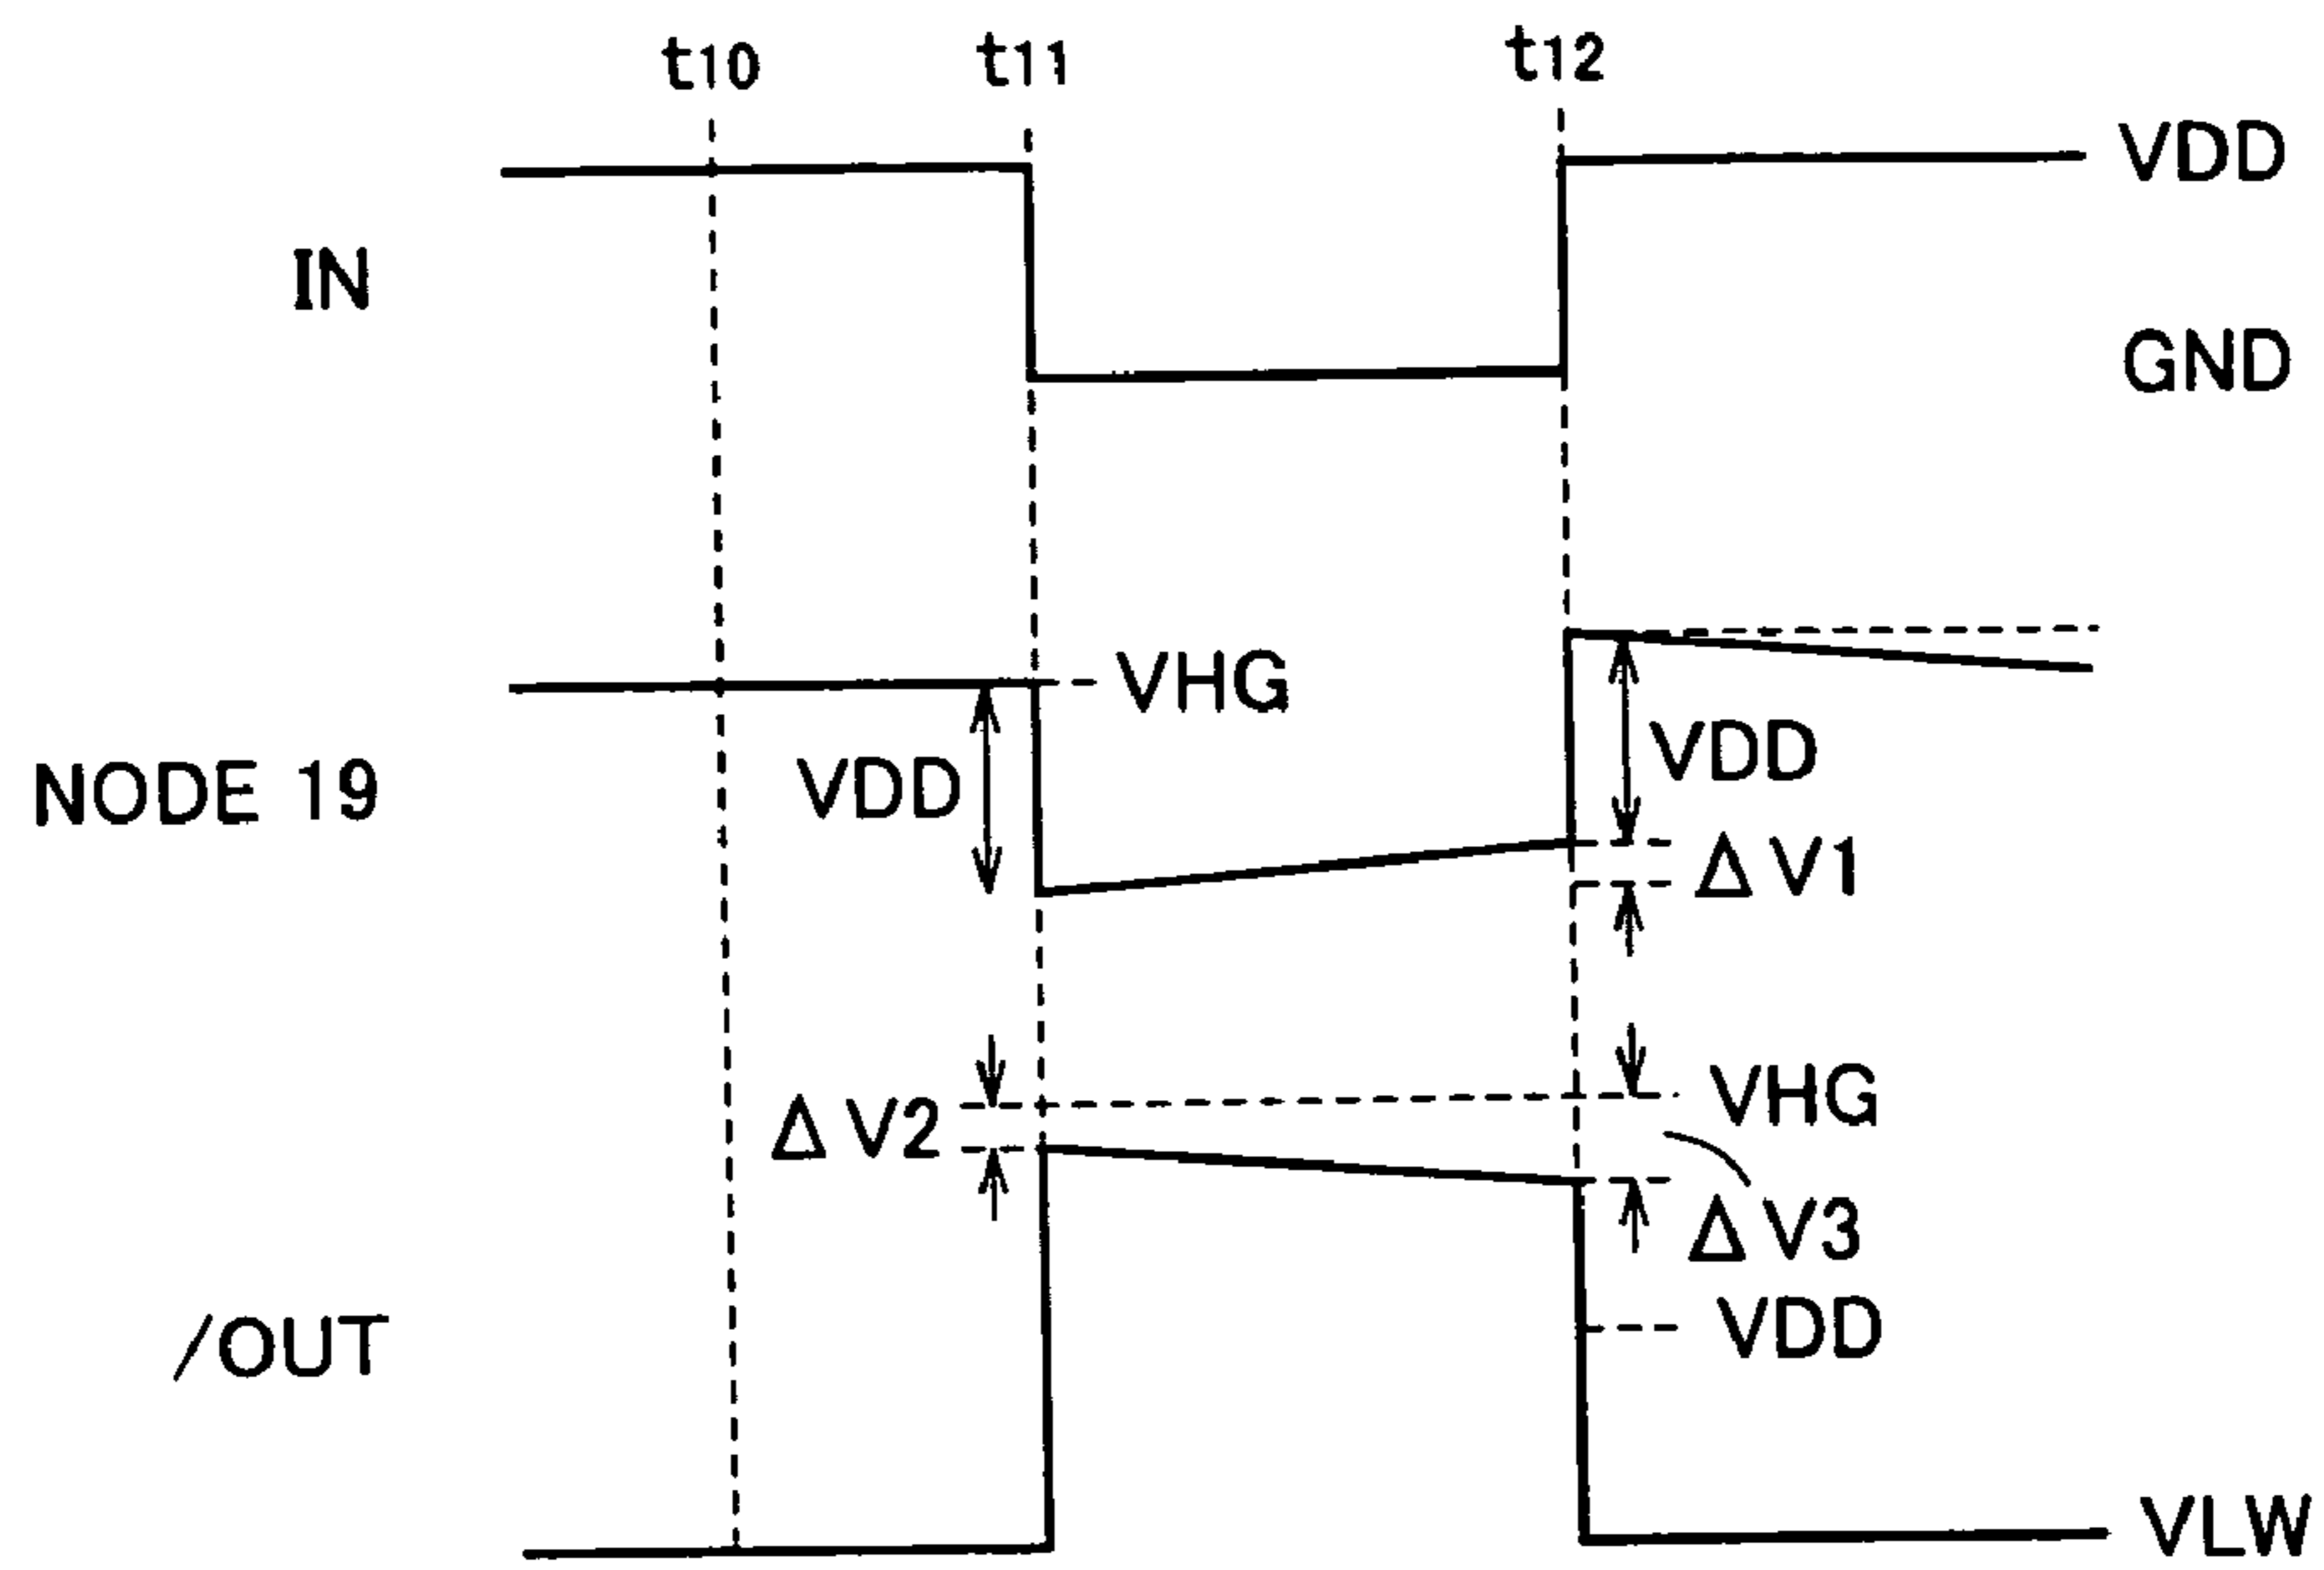 t10
t11
t12
VDD
IN
GND
VHG
VDD
VDD
NODE 19
ΔV1
ΔV2
VHG
ΔV3
VDD
/OUT
VLW